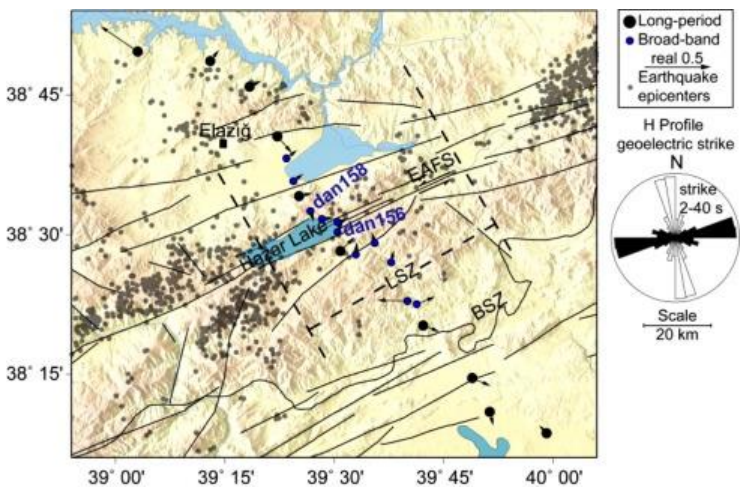 38° 45'
38° 30'
38° 15'
39° 00'
39° 15'
39° 30'
39° 45'
40° 00'
Elazığ
EAFS
dan158
dan156
Hazar Lake
LSZ
BSZ
Long-period
Broad-band
real 0.5
Earthquake
epicenters
H Profile
geoelectric strike
N
strike
2-40 s
Scale
20 km